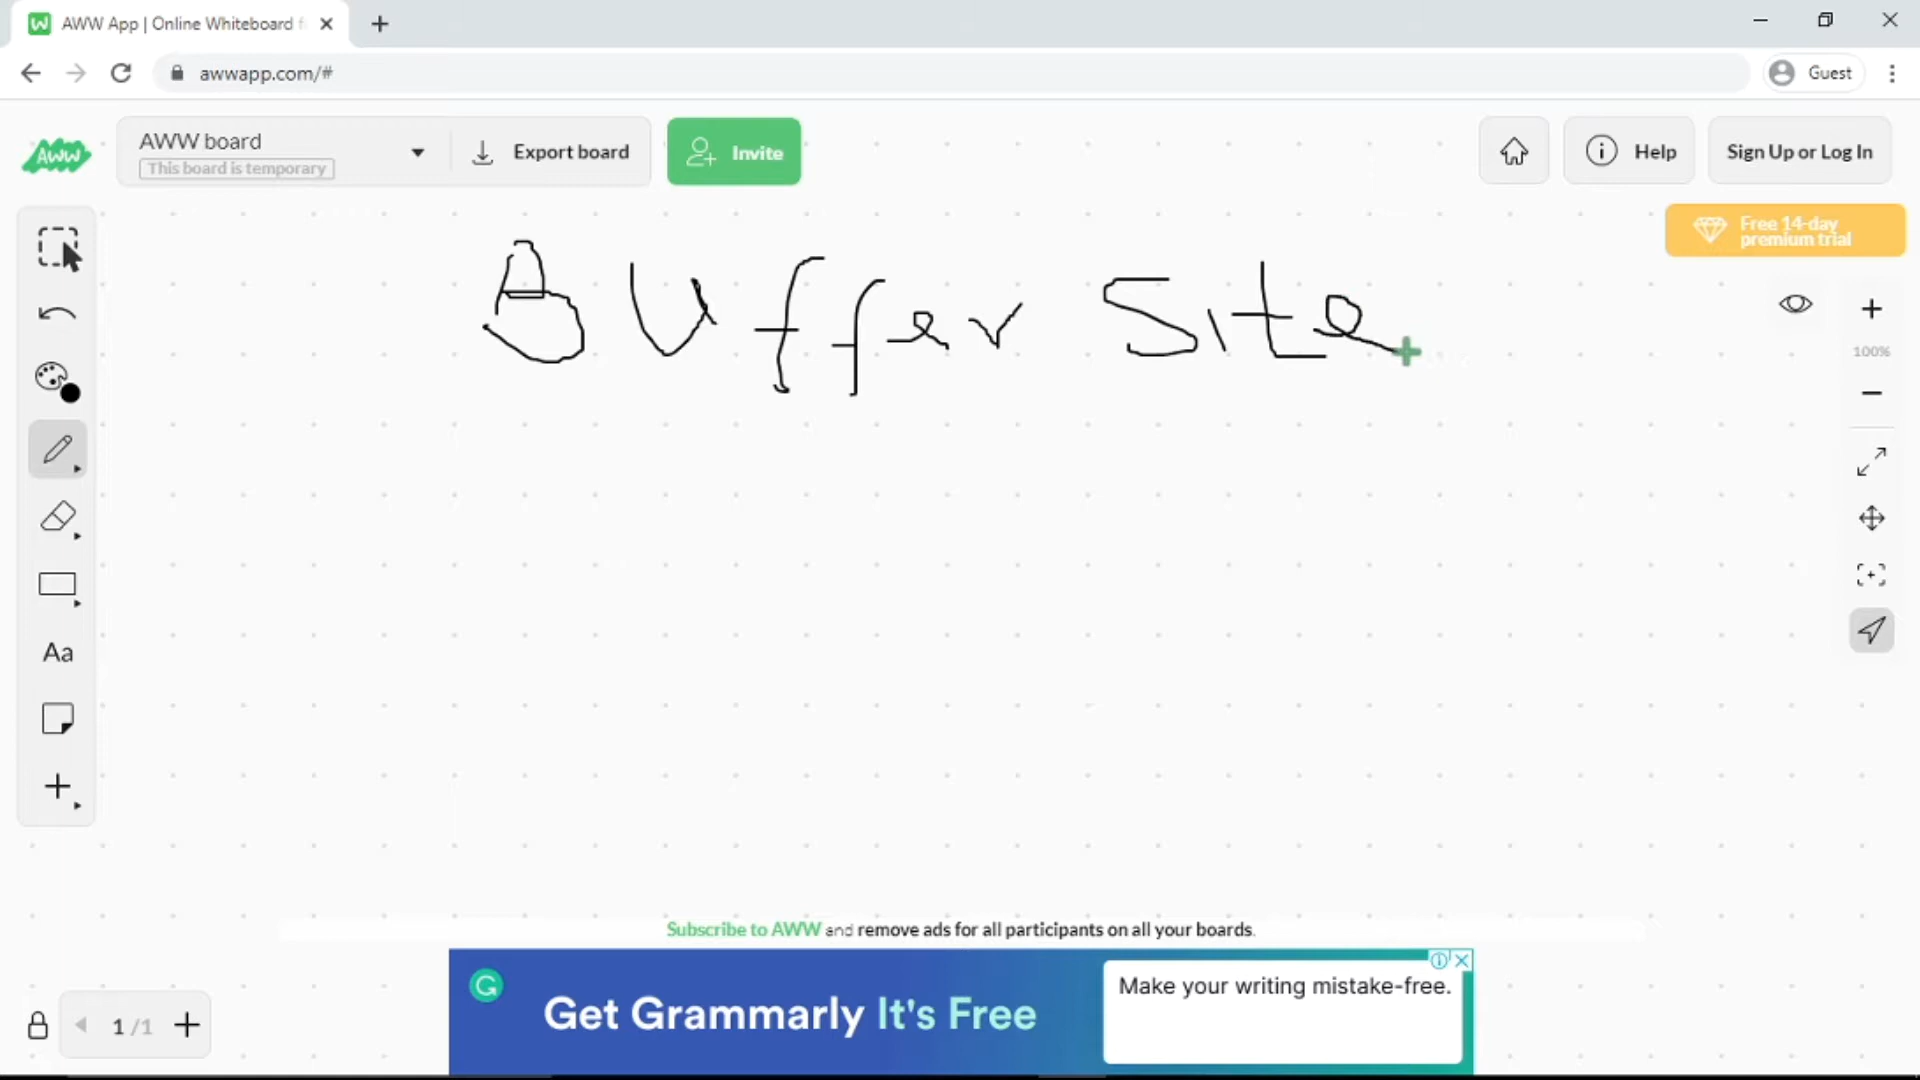 AWW App | Online Whiteboard f
awwapp.com/#
Guest
AWW
AWW board
This board is temporary
Export board
Invite
Help
Sign Up or Log In
Free 14-day
premium trial
BUffer Site
100%
Aa
Subscribe to AWW and remove ads for all participants on all your boards.
G
Get Grammarly It's Free
Make your writing mistake-free.
1 /1